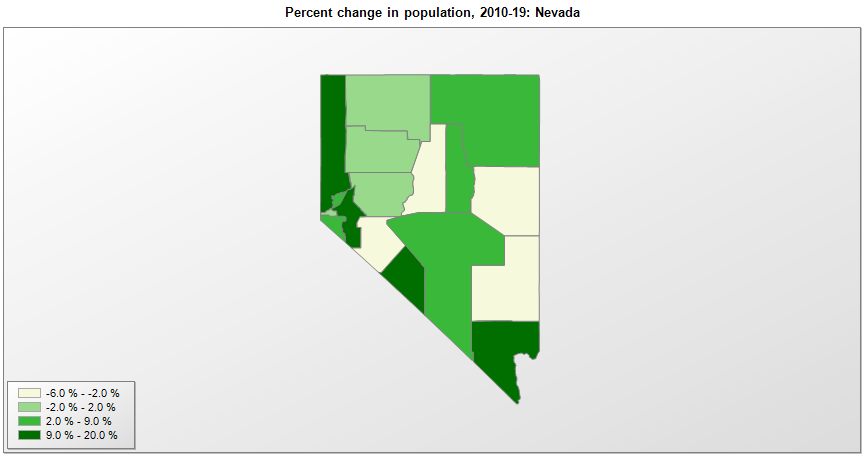 Percent change in population, 2010-19: Nevada
-6.0 % - -2.0 %
-2.0 % - 2.0 %
2.0 % - 9.0 %
9.0 % - 20.0 %